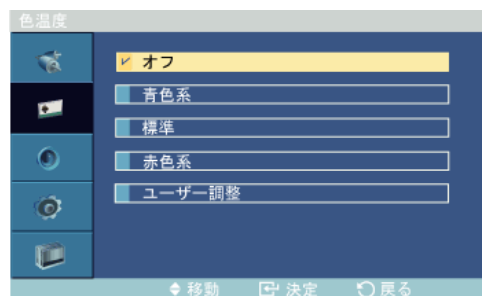 色温度
オフ
青色系
標準
赤色系
ユーザー調整
移動 決定 戻る